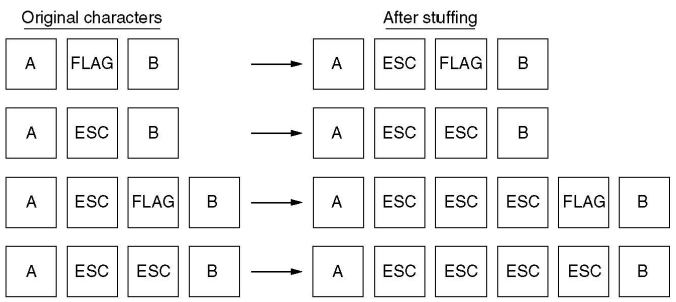 Original characters After stuffing
A FLAG B A ESC FLAG B
A ESC B A ESC ESC B
A ESC FLAG B A ESC ESC ESC FLAG B
A ESC ESC B A ESC ESC ESC ESC B